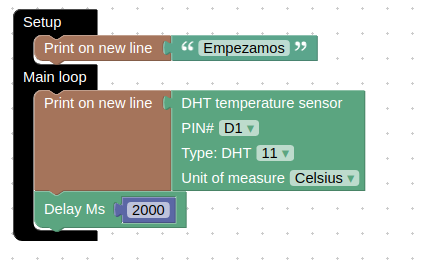 Setup
Print on new line “ Empezamos ”
Main loop
Print on new line DHT temperature sensor
PIN# D1
Type: DHT 11
Unit of measure Celsius
Delay Ms 2000